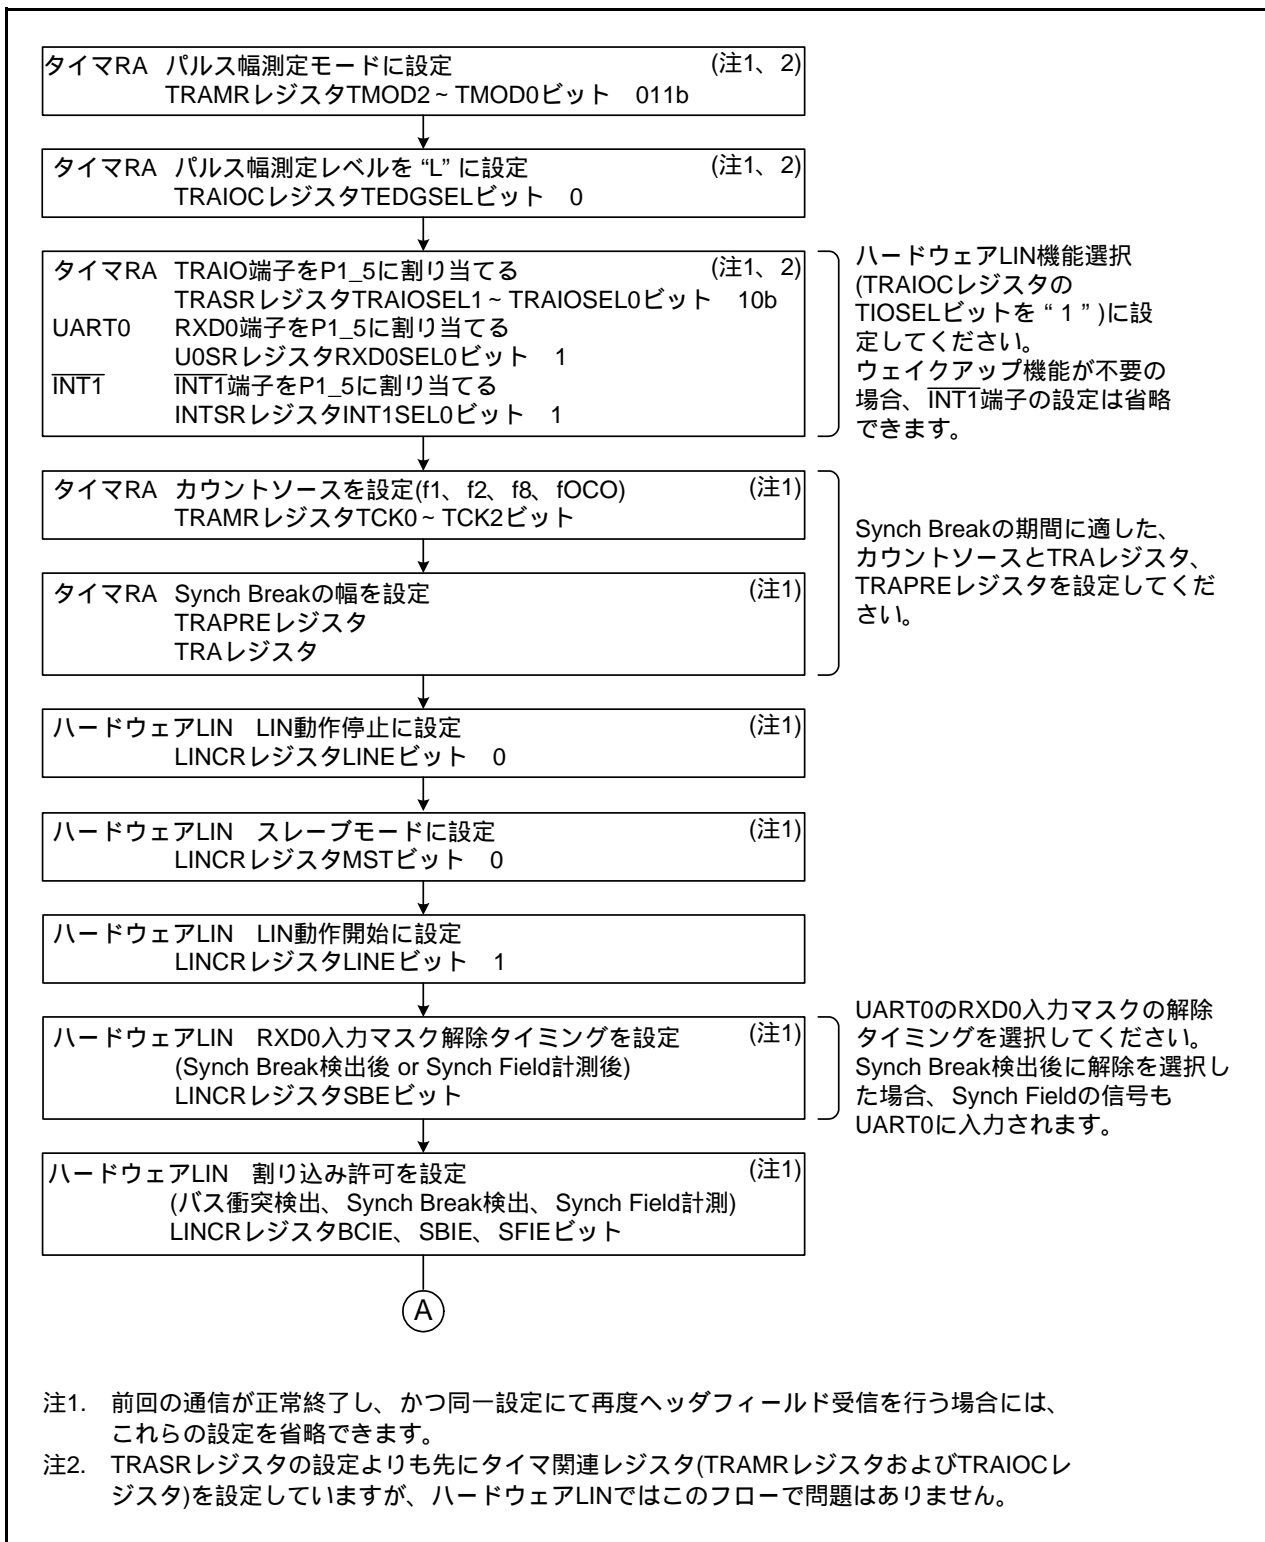 タイマRA パルス幅測定モードに設定 (注1、2)
TRAMRレジスタTMOD2~TMOD0ビット 011b
タイマRA パルス幅測定レベルを “L” に設定 (注1、2)
TRAIOCレジスタTEDGSELビット 0
タイマRA TRAIO端子をP1_5に割り当てる (注1、2)
TRASRレジスタTRAIOSEL1~TRAIOSEL0ビット 10b
UART0 RXD0端子をP1_5に割り当てる
U0SRレジスタRXD0SEL0ビット 1
INT1 INT1端子をP1_5に割り当てる
INTSRレジスタINT1SEL0ビット 1
ハードウェアLIN機能選択
(TRAIOCレジスタの
TIOSELビットを “ 1 ” )に設
定してください。
ウェイクアップ機能が不要の
場合、INT1端子の設定は省略
できます。
タイマRA カウントソースを設定(f1、f2、f8、fOCO) (注1)
TRAMRレジスタTCK0~TCK2ビット
タイマRA Synch Breakの幅を設定 (注1)
TRAPREレジスタ
TRAレジスタ
Synch Breakの期間に適した、
カウントソースとTRAレジスタ、
TRAPREレジスタを設定してくだ
さい。
ハードウェアLIN LIN動作停止に設定 (注1)
LINCRレジスタLINEビット 0
ハードウェアLIN スレーブモードに設定 (注1)
LINCRレジスタMSTビット 0
ハードウェアLIN LIN動作開始に設定
LINCRレジスタLINEビット 1
ハードウェアLIN RXD0入力マスク解除タイミングを設定 (注1)
(Synch Break検出後 or Synch Field計測後)
LINCRレジスタSBEビット
UART0のRXD0入力マスクの解除
タイミングを選択してください。
Synch Break検出後に解除を選択し
た場合、Synch Fieldの信号も
UART0に入力されます。
ハードウェアLIN 割り込み許可を設定 (注1)
(バス衝突検出、Synch Break検出、Synch Field計測)
LINCRレジスタBCIE、SBIE、SFIEビット
A
注1. 前回の通信が正常終了し、かつ同一設定にて再度ヘッダフィールド受信を行う場合には、
これらの設定を省略できます。
注2. TRASRレジスタの設定よりも先にタイマ関連レジスタ(TRAMRレジスタおよびTRAIOCレ
ジスタ)を設定していますが、ハードウェアLINではこのフローで問題はありません。